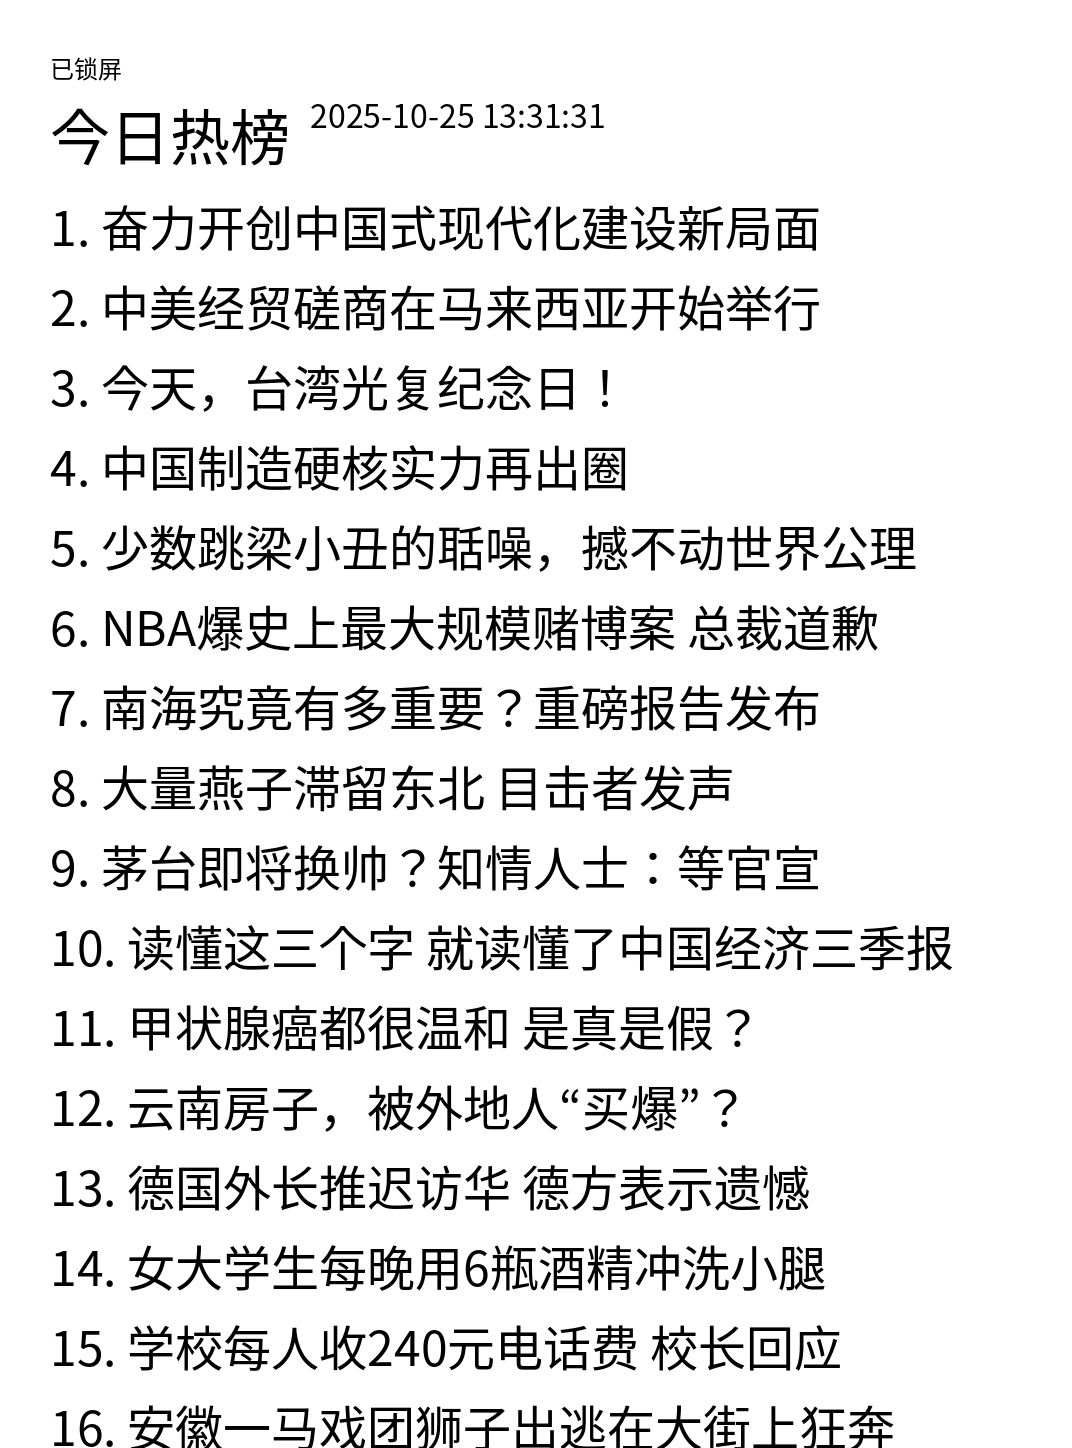 已锁屏
今日热榜 2025-10-25 13:31:31
1. 奋力开创中国式现代化建设新局面
2. 中美经贸磋商在马来西亚开始举行
3. 今天，台湾光复纪念日！
4. 中国制造硬核实力再出圈
5. 少数跳梁小丑的聒噪，撼不动世界公理
6. NBA爆史上最大规模赌博案 总裁道歉
7. 南海究竟有多重要？重磅报告发布
8. 大量燕子滞留东北 目击者发声
9. 茅台即将换帅？知情人士：等官宣
10. 读懂这三个字 就读懂了中国经济三季报
11. 甲状腺癌都很温和 是真是假？
12. 云南房子，被外地人“买爆”？
13. 德国外长推迟访华 德方表示遗憾
14. 女大学生每晚用6瓶酒精冲洗小腿
15. 学校每人收240元电话费 校长回应
16. 安徽一马戏团狮子出逃在大街上狂奔